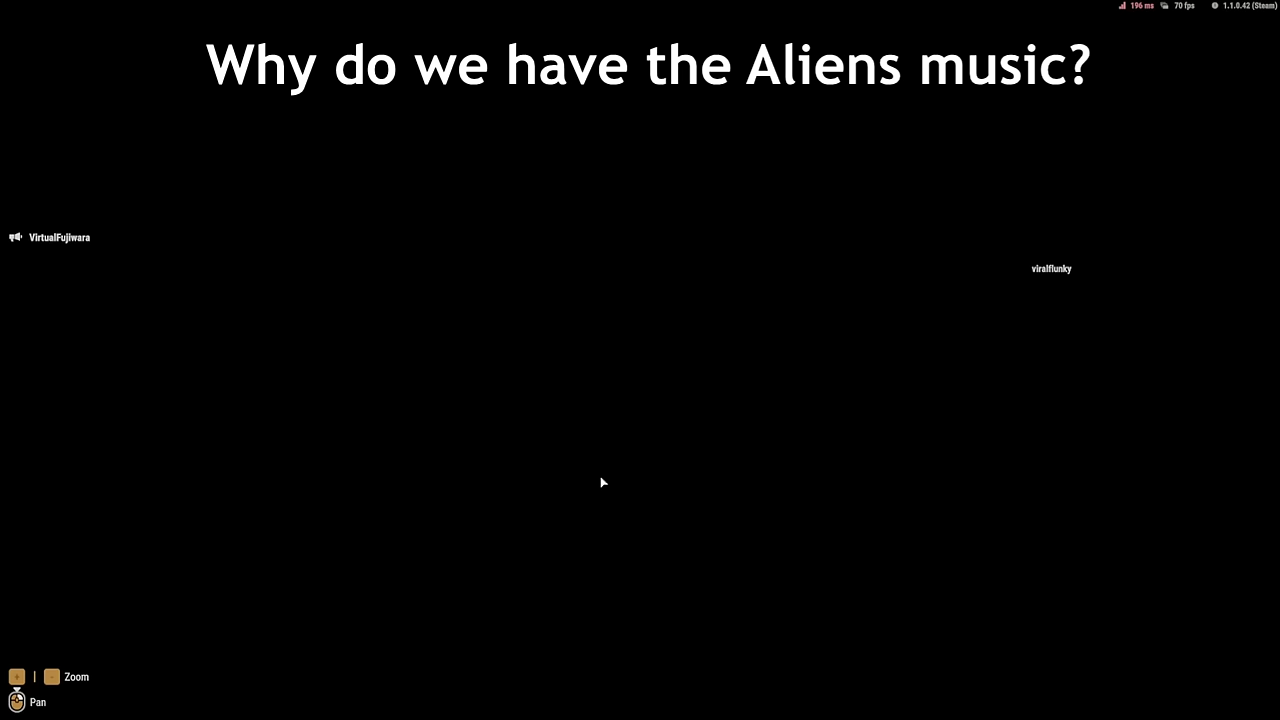 196 ms 70 fps 1.1.0.42 (Steam)
Why do we have the Aliens music?
VirtualFujiwara
viralflunky
+ | - Zoom
Pan